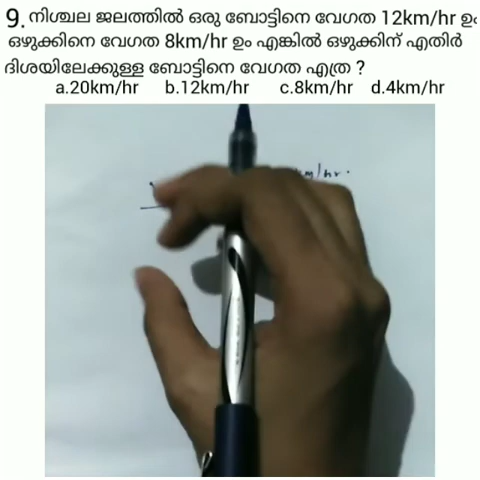 9. നിശ്ചല ജലത്തിൽ ഒരു ബോട്ടിനെ വേഗത 12km/hr ഉം
ഒഴുക്കിനെ വേഗത 8km/hr ഉം എങ്കിൽ ഒഴുക്കിന് എതിർ
ദിശയിലേക്കുള്ള ബോട്ടിനെ വേഗത എത്ര ?
a.20km/hr b.12km/hr c.8km/hr d.4km/hr